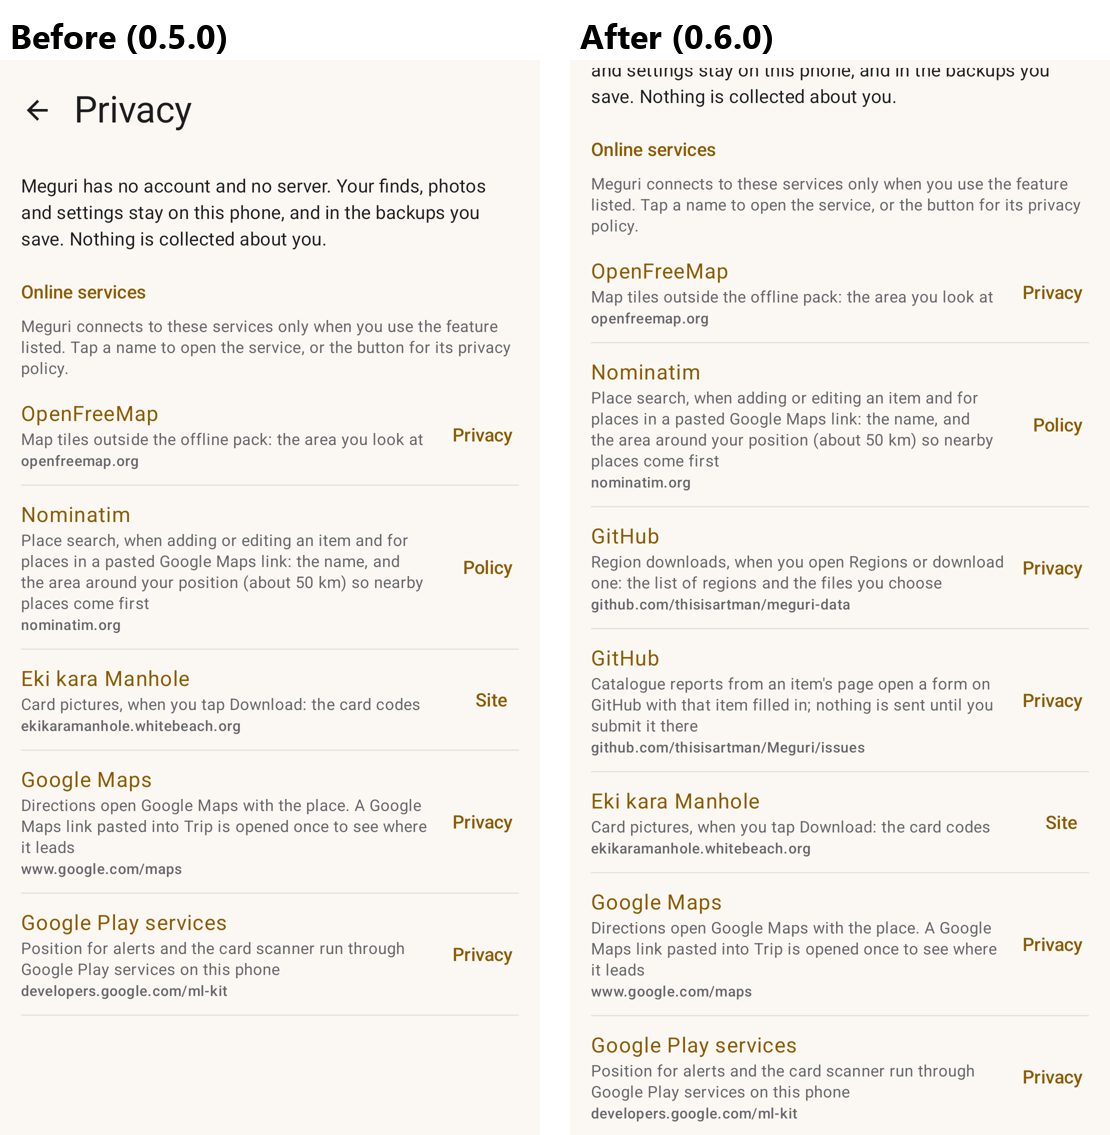 Before (0.5.0)
Privacy
Meguri has no account and no server. Your finds, photos
and settings stay on this phone, and in the backups you
save. Nothing is collected about you.
Online services
Meguri connects to these services only when you use the feature
listed. Tap a name to open the service, or the button for its privacy
policy.
OpenFreeMap
Map tiles outside the offline pack: the area you look at
openfreemap.org
Privacy
Nominatim
Place search, when adding or editing an item and for
places in a pasted Google Maps link: the name, and
the area around your position (about 50 km) so nearby
places come first
nominatim.org
Policy
Eki kara Manhole
Card pictures, when you tap Download: the card codes
ekikaramanhole.whitebeach.org
Site
Google Maps
Directions open Google Maps with the place. A Google
Maps link pasted into Trip is opened once to see where
it leads
www.google.com/maps
Privacy
Google Play services
Position for alerts and the card scanner run through
Google Play services on this phone
developers.google.com/ml-kit
Privacy
After (0.6.0)
and settings stay on this phone, and in the backups you
save. Nothing is collected about you.
Online services
Meguri connects to these services only when you use the feature
listed. Tap a name to open the service, or the button for its privacy
policy.
OpenFreeMap
Map tiles outside the offline pack: the area you look at
openfreemap.org
Privacy
Nominatim
Place search, when adding or editing an item and for
places in a pasted Google Maps link: the name, and
the area around your position (about 50 km) so nearby
places come first
nominatim.org
Policy
GitHub
Region downloads, when you open Regions or download
one: the list of regions and the files you choose
github.com/thisisartman/meguri-data
Privacy
GitHub
Catalogue reports from an item's page open a form on
GitHub with that item filled in; nothing is sent until you
submit it there
github.com/thisisartman/Meguri/issues
Privacy
Eki kara Manhole
Card pictures, when you tap Download: the card codes
ekikaramanhole.whitebeach.org
Site
Google Maps
Directions open Google Maps with the place. A Google
Maps link pasted into Trip is opened once to see where
it leads
www.google.com/maps
Privacy
Google Play services
Position for alerts and the card scanner run through
Google Play services on this phone
developers.google.com/ml-kit
Privacy